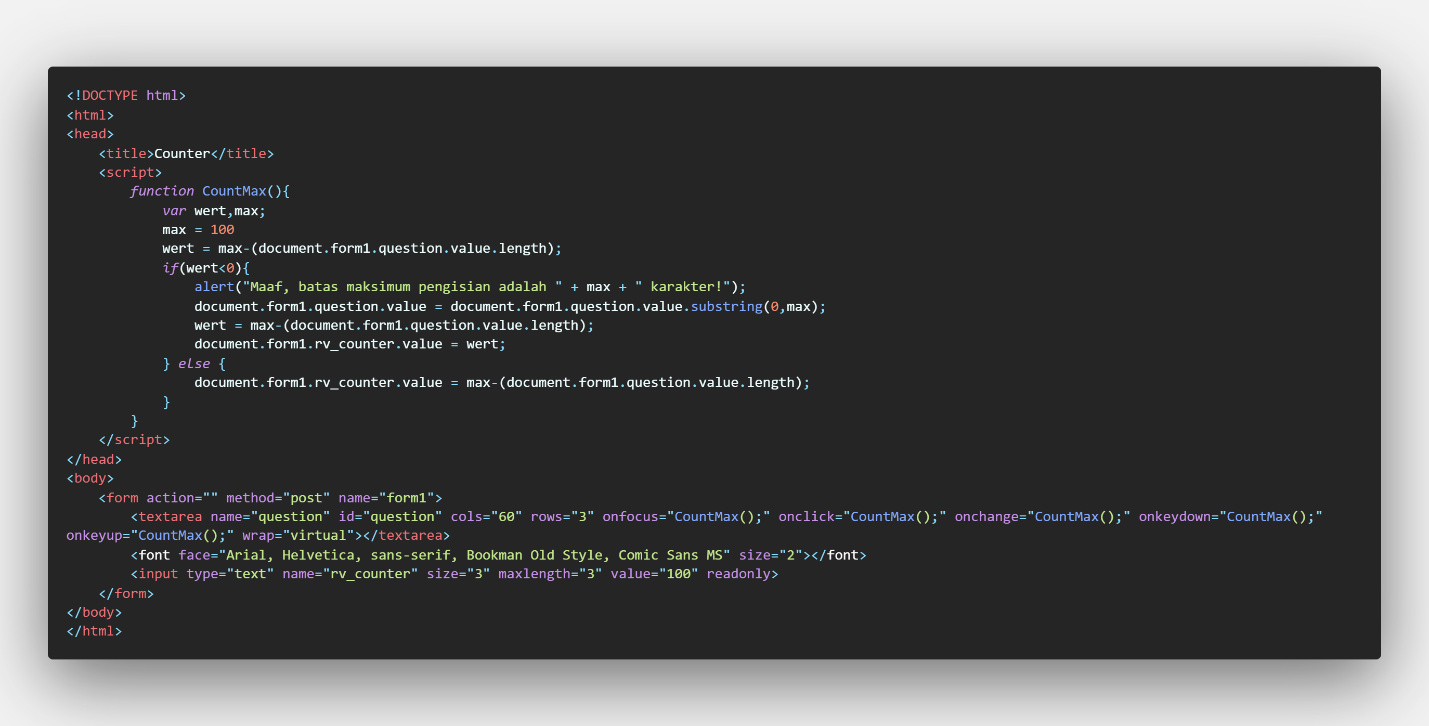 <!DOCTYPE html>
<html>
<head>
    <title>Counter</title>
    <script>
        function CountMax(){
            var wert,max;
            max = 100
            wert = max-(document.form1.question.value.length);
            if(wert<0){
                alert("Maaf, batas maksimum pengisian adalah " + max + " karakter!");
                document.form1.question.value = document.form1.question.value.substring(0,max);
                wert = max-(document.form1.question.value.length);
                document.form1.rv_counter.value = wert;
            } else {
                document.form1.rv_counter.value = max-(document.form1.question.value.length);
            }
        }
    </script>
</head>
<body>
    <form action="" method="post" name="form1">
        <textarea name="question" id="question" cols="60" rows="3" onfocus="CountMax();" onclick="CountMax();" onchange="CountMax();" onkeydown="CountMax();"
onkeyup="CountMax();" wrap="virtual"></textarea>
        <font face="Arial, Helvetica, sans-serif, Bookman Old Style, Comic Sans MS" size="2"></font>
        <input type="text" name="rv_counter" size="3" maxlength="3" value="100" readonly>
    </form>
</body>
</html>